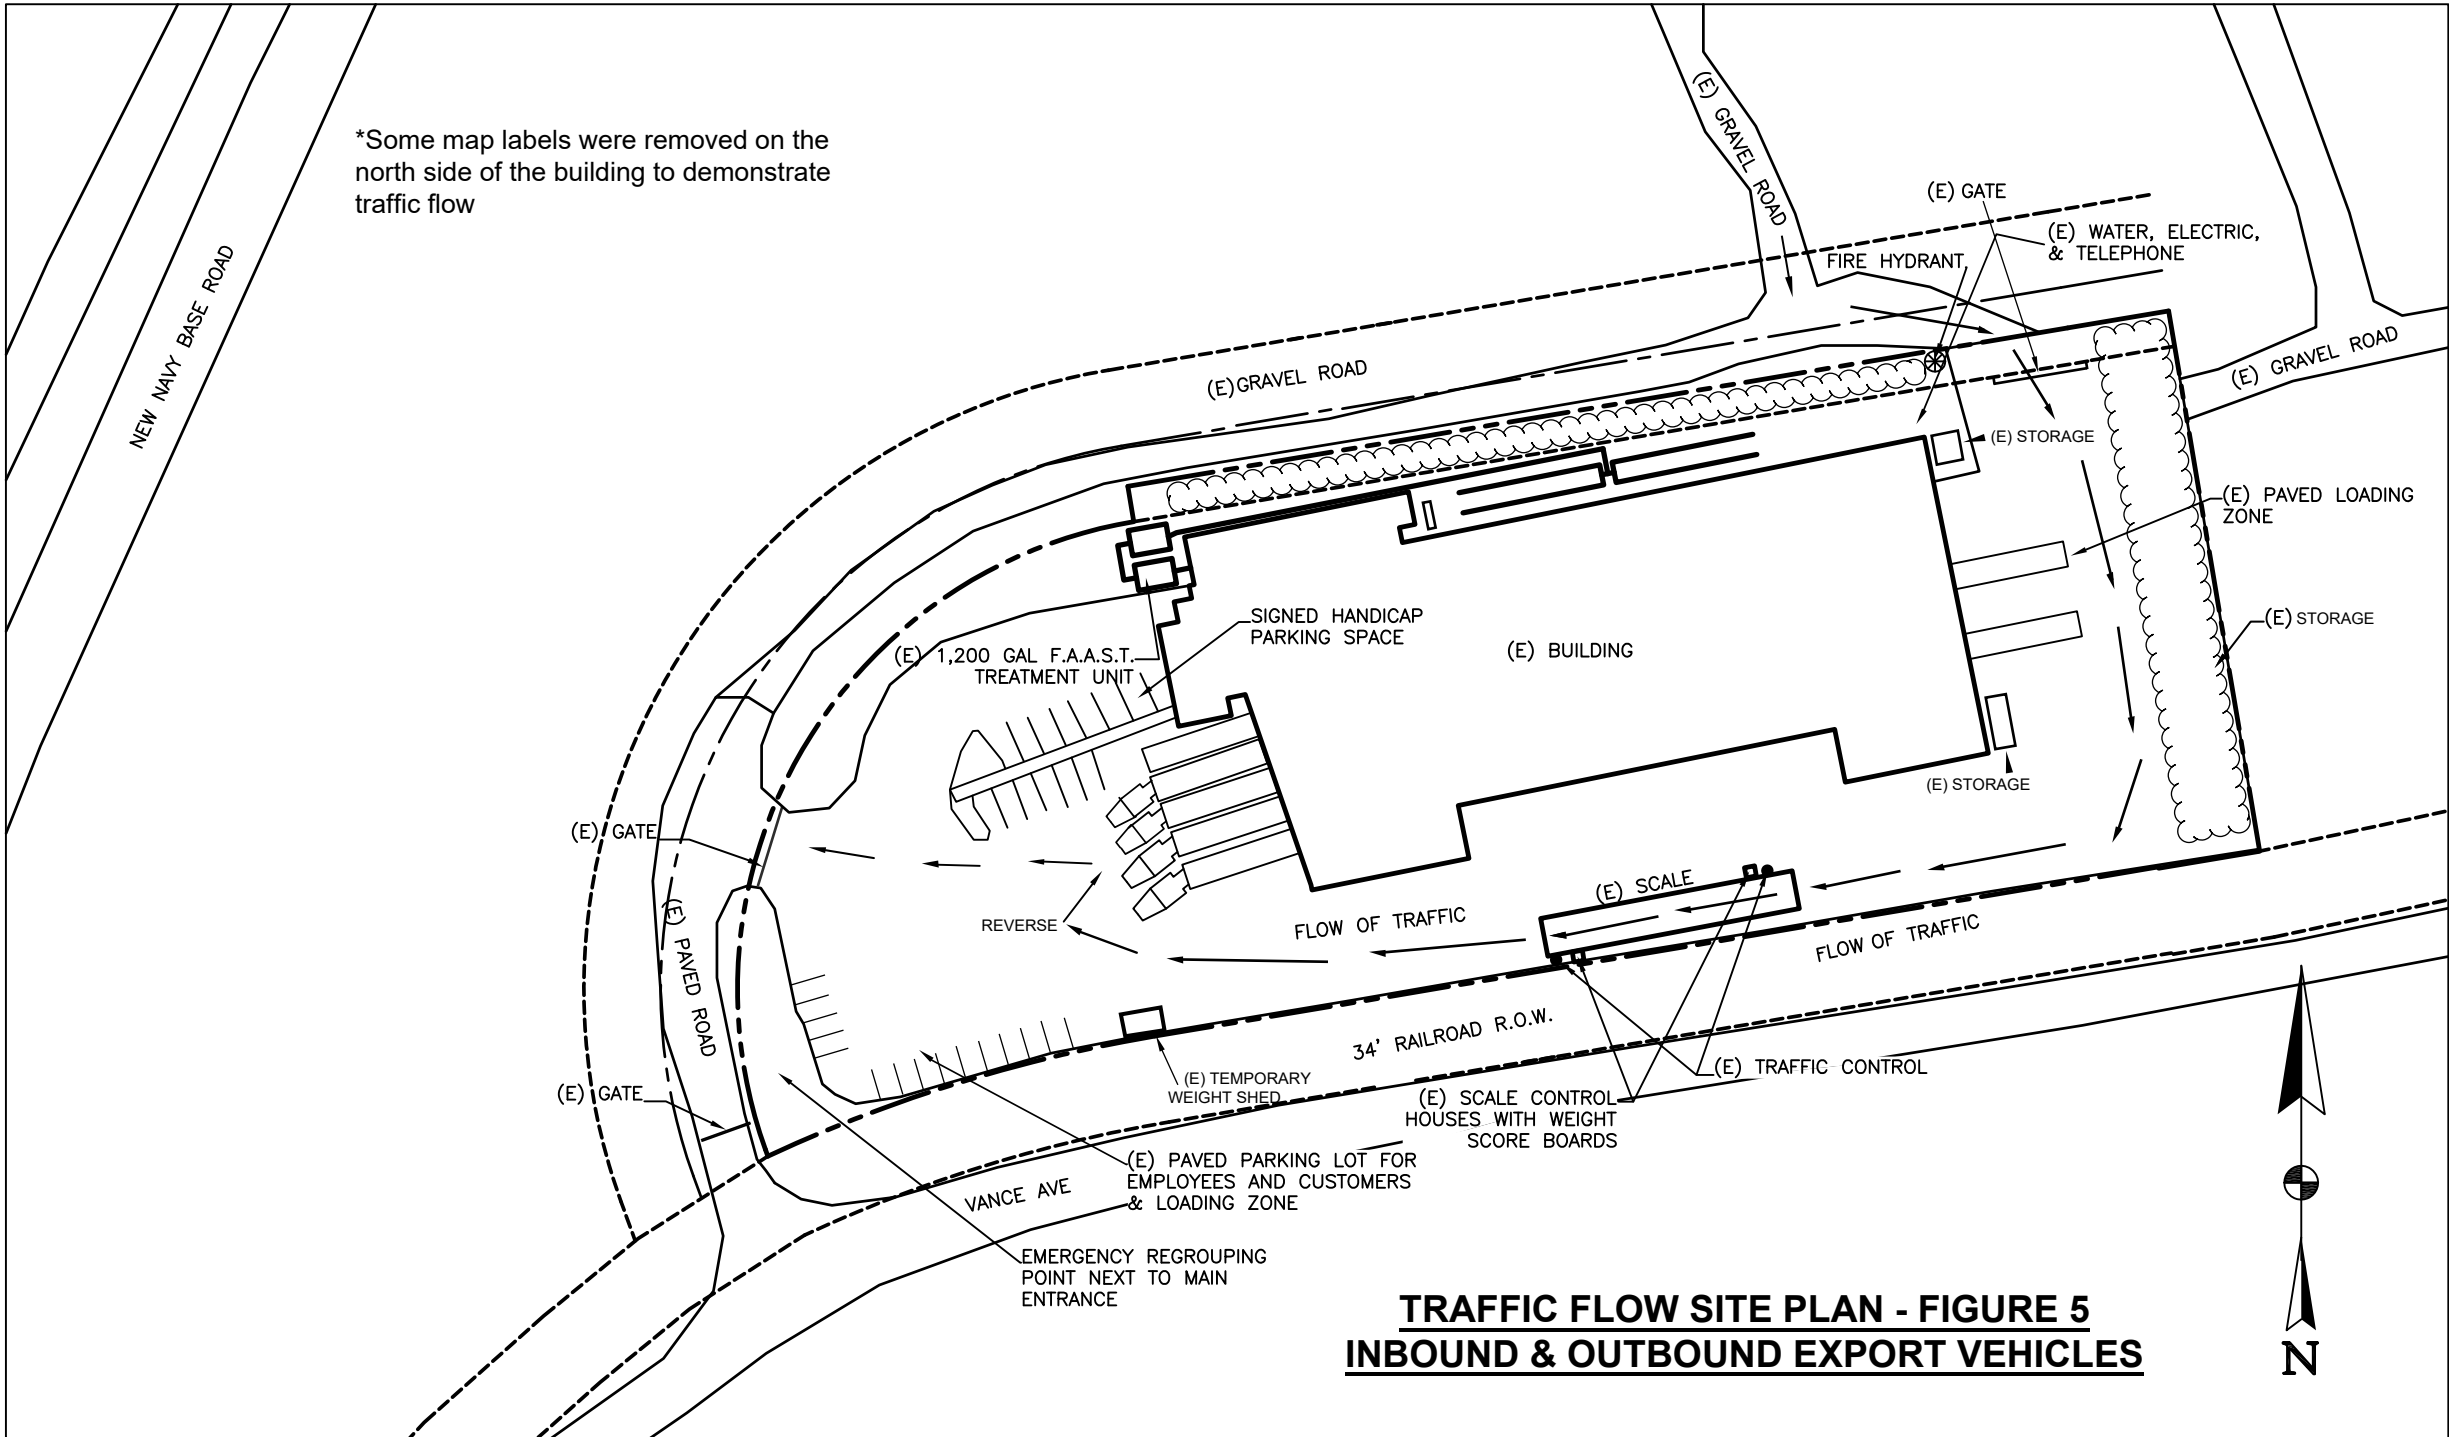 *Some map labels were removed on the
north side of the building to demonstrate
traffic flow
NEW NAVY BASE ROAD
(E) GRAVEL ROAD
(E) GATE
(E) WATER, ELECTRIC,
& TELEPHONE
FIRE HYDRANT
(E) GRAVEL ROAD
(E) GRAVEL ROAD
(E) STORAGE
(E) PAVED LOADING
ZONE
SIGNED HANDICAP
PARKING SPACE
(E) BUILDING
(E) STORAGE
(E) 1,200 GAL F.A.A.S.T.
TREATMENT UNIT
(E) STORAGE
(E) GATE
(E) SCALE
REVERSE
FLOW OF TRAFFIC
FLOW OF TRAFFIC
(E) PAVED ROAD
34' RAILROAD R.O.W.
(E) TRAFFIC CONTROL
(E) GATE
(E) TEMPORARY
WEIGHT SHED
(E) SCALE CONTROL
HOUSES WITH WEIGHT
SCORE BOARDS
(E) PAVED PARKING LOT FOR
EMPLOYEES AND CUSTOMERS
& LOADING ZONE
VANCE AVE
EMERGENCY REGROUPING
POINT NEXT TO MAIN
ENTRANCE
TRAFFIC FLOW SITE PLAN - FIGURE 5
INBOUND & OUTBOUND EXPORT VEHICLES
N